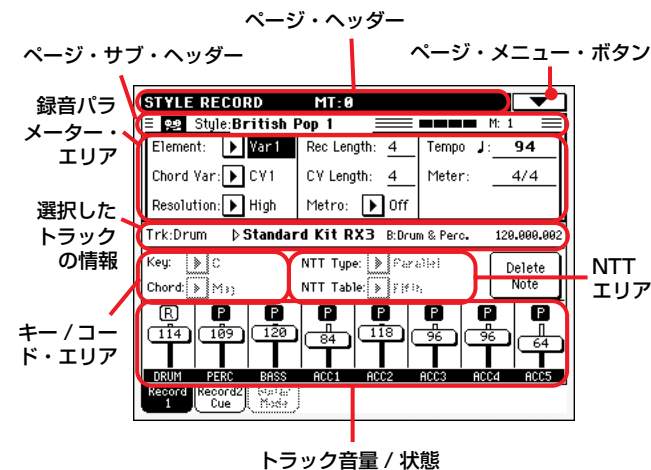 ページ・ヘッダー
ページ・サブ・ヘッダー
ページ・メニュー・ボタン
録音パラ
メーター・
エリア
STYLE RECORD MT:0
Style:British Pop 1 M: 1
Element: Var1 Rec Length: 4 Tempo ♩: 94
Chord Var: CV1 CV Length: 4 Meter: 4/4
Resolution: High Metro: Off
選択した
トラック
の情報
Trk:Drum ▷Standard Kit RX3 B:Drum & Perc. 120.000.002
Key: C NTT Type: Parallel Delete
Chord: Maj NTT Table: Fifth Note
NTT
エリア
キー / コー
ド・エリア
R P P P P P P P
114 109 120 84 118 96 96 64
DRUM PERC BASS ACC1 ACC2 ACC3 ACC4 ACC5
Record Record2 Guitar
1 Cue Mode
トラック音量 / 状態